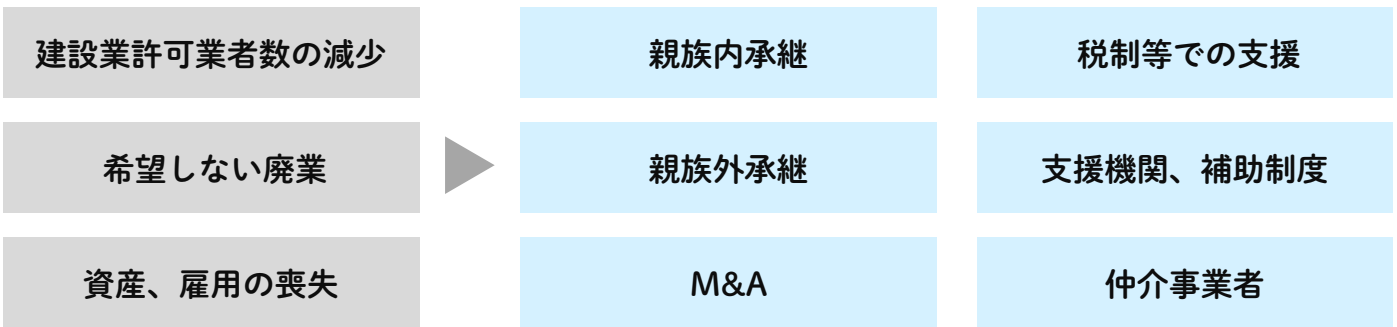 建設業許可業者数の減少
親族内承継
税制等での支援
希望しない廃業
親族外承継
支援機関、補助制度
資産、雇用の喪失
M&A
仲介事業者